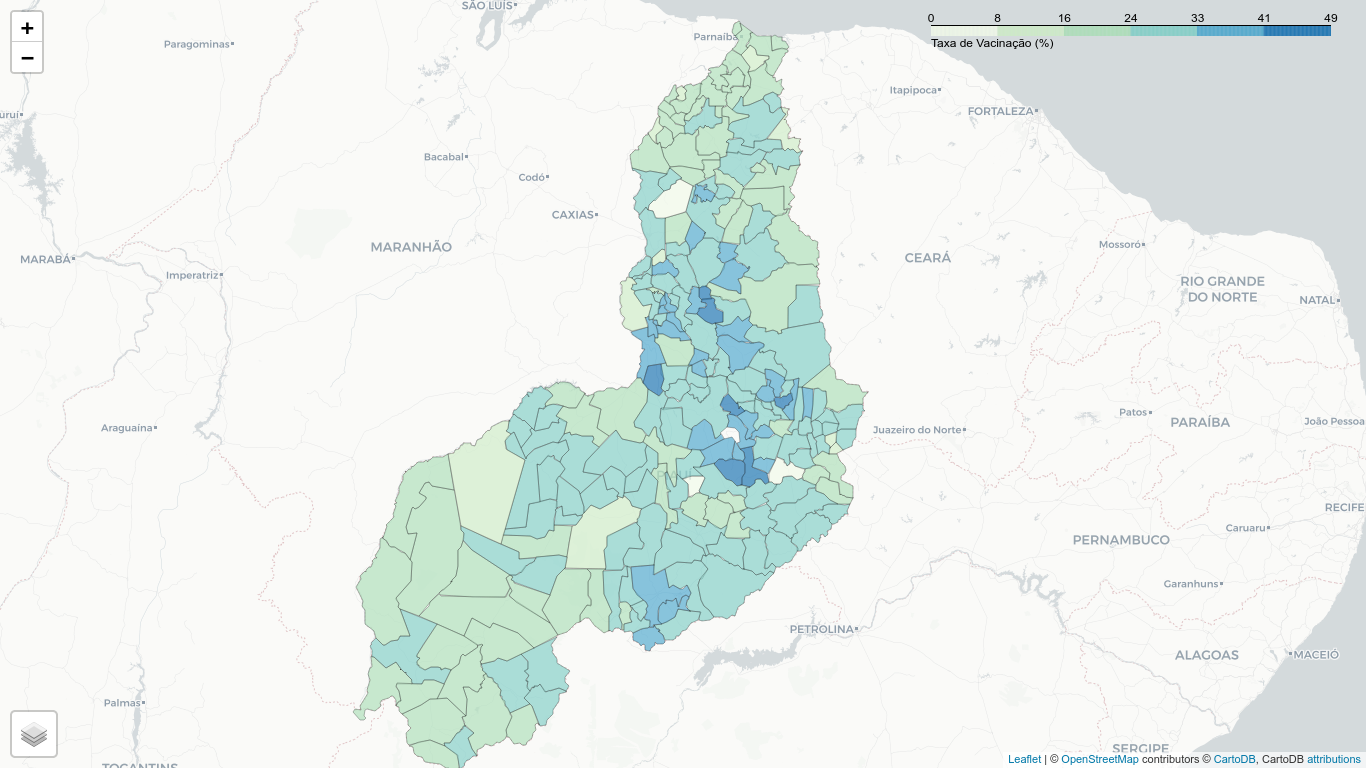 +
−
0 8 16 24 33 41 49
Taxa de Vacinação (%)
SÃO LUÍS
Paragominas
Parnaíba
Itapipoca
FORTALEZA
uruí
Bacabal
Codó
CAXIAS
MARANHÃO
CEARÁ
Mossoró
MARABÁ
Imperatriz
RIO GRANDE
DO NORTE
NATAL
Araguaína
Juazeiro do Norte
Patos
PARAÍBA
João Pessoa
RECIFE
Caruaru
PERNAMBUCO
Garanhuns
PETROLINA
ALAGOAS
MACEIÓ
Palmas
SERGIPE
TOCANTINS
Leaflet | © OpenStreetMap contributors © CartoDB, CartoDB attributions